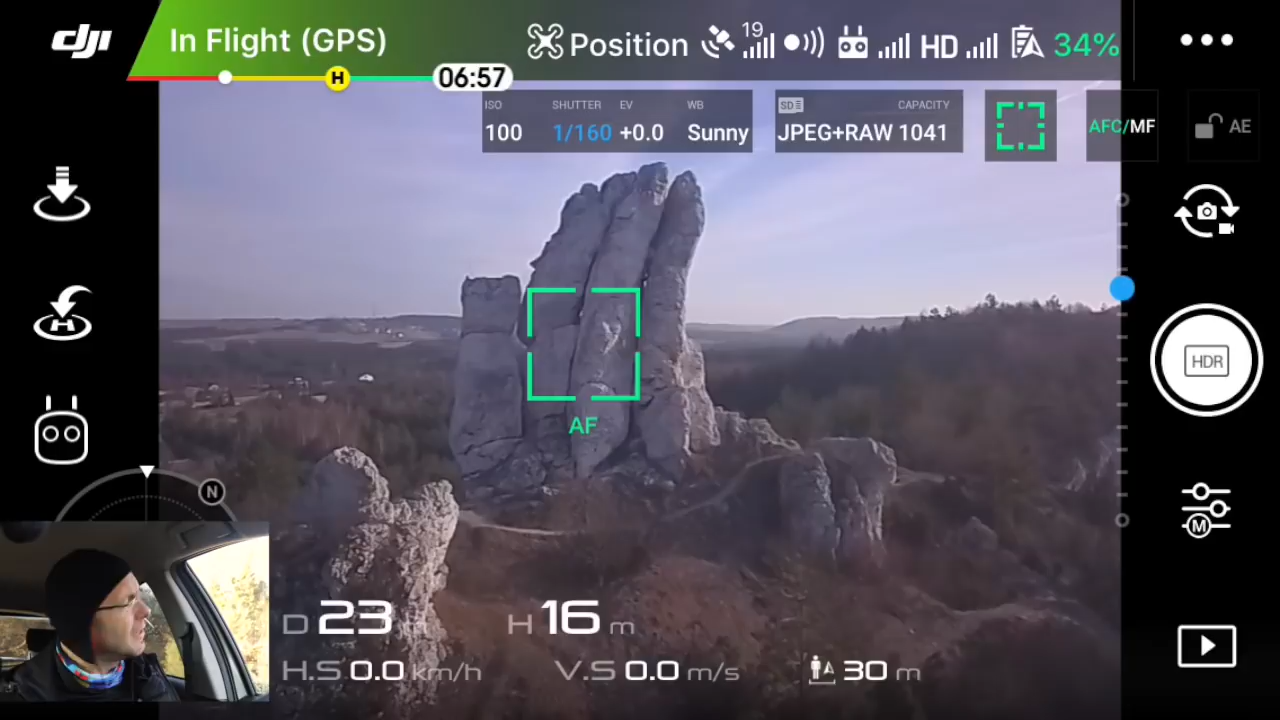 dji In Flight (GPS) Position 19 HD 34%
H 06:57
ISO SHUTTER EV WB SD CAPACITY
100 1/160 +0.0 Sunny JPEG+RAW 1041 AFC/MF AE
HDR
AF
N
M
D 23 m H 16 m
H.S 0.0 km/h V.S 0.0 m/s 30 m
H